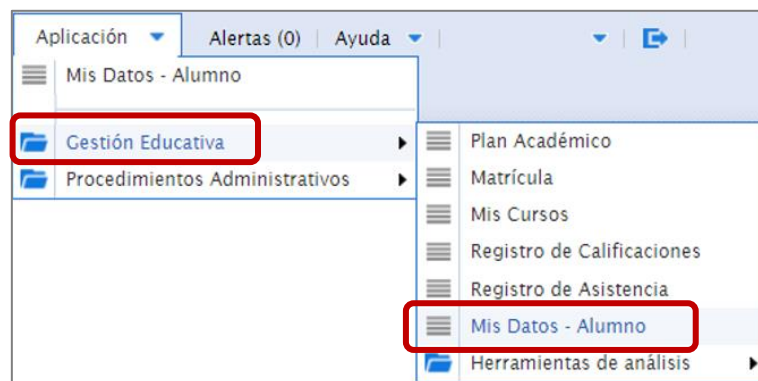 Aplicación Alertas (0) | Ayuda
Mis Datos - Alumno
Gestión Educativa
Procedimientos Administrativos
Plan Académico
Matrícula
Mis Cursos
Registro de Calificaciones
Registro de Asistencia
Mis Datos - Alumno
Herramientas de análisis